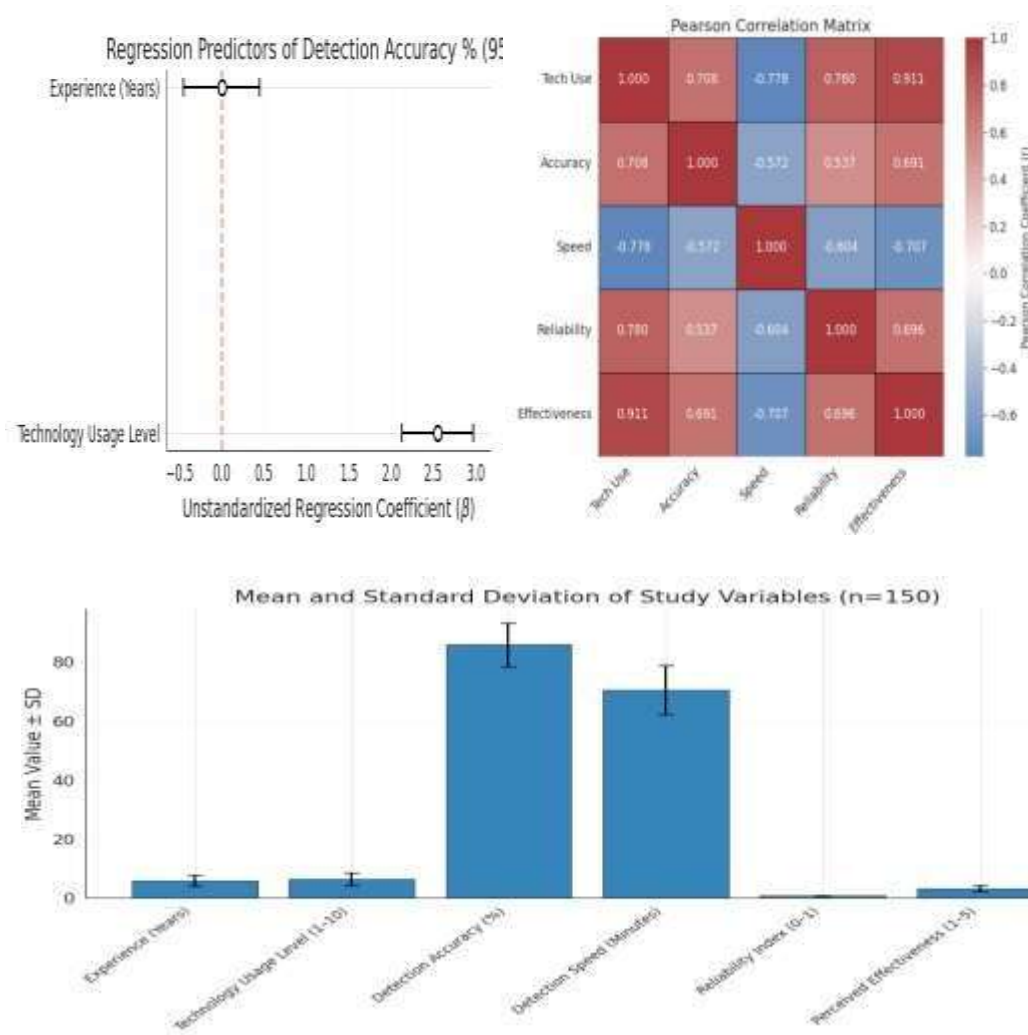 Regression Predictors of Detection Accuracy % (95
Experience (Years)
Technology Usage Level
−0.5 0.0 0.5 1.0 1.5 2.0 2.5 3.0
Unstandardized Regression Coefficient (β)
Pearson Correlation Matrix
Tech Use 1.000 0.708 -0.778 0.780 0.911
Accuracy 0.708 1.000 -0.572 0.537 0.691
Speed -0.778 -0.572 1.000 -0.604 -0.707
Reliability 0.780 0.537 -0.604 1.000 0.696
Effectiveness 0.911 0.691 -0.707 0.696 1.000
Tech Use Accuracy Speed Reliability Effectiveness
1.0
0.8
0.6
0.4
0.2
0.0
−0.2
−0.4
−0.6
Pearson Correlation Coefficient (r)
Mean and Standard Deviation of Study Variables (n=150)
Mean Value ± SD
80
60
40
20
0
Experience (Years)
Technology Usage Level (1–10)
Detection Accuracy (%)
Detection Speed (Minutes)
Reliability Index (0–1)
Perceived Effectiveness (1–5)